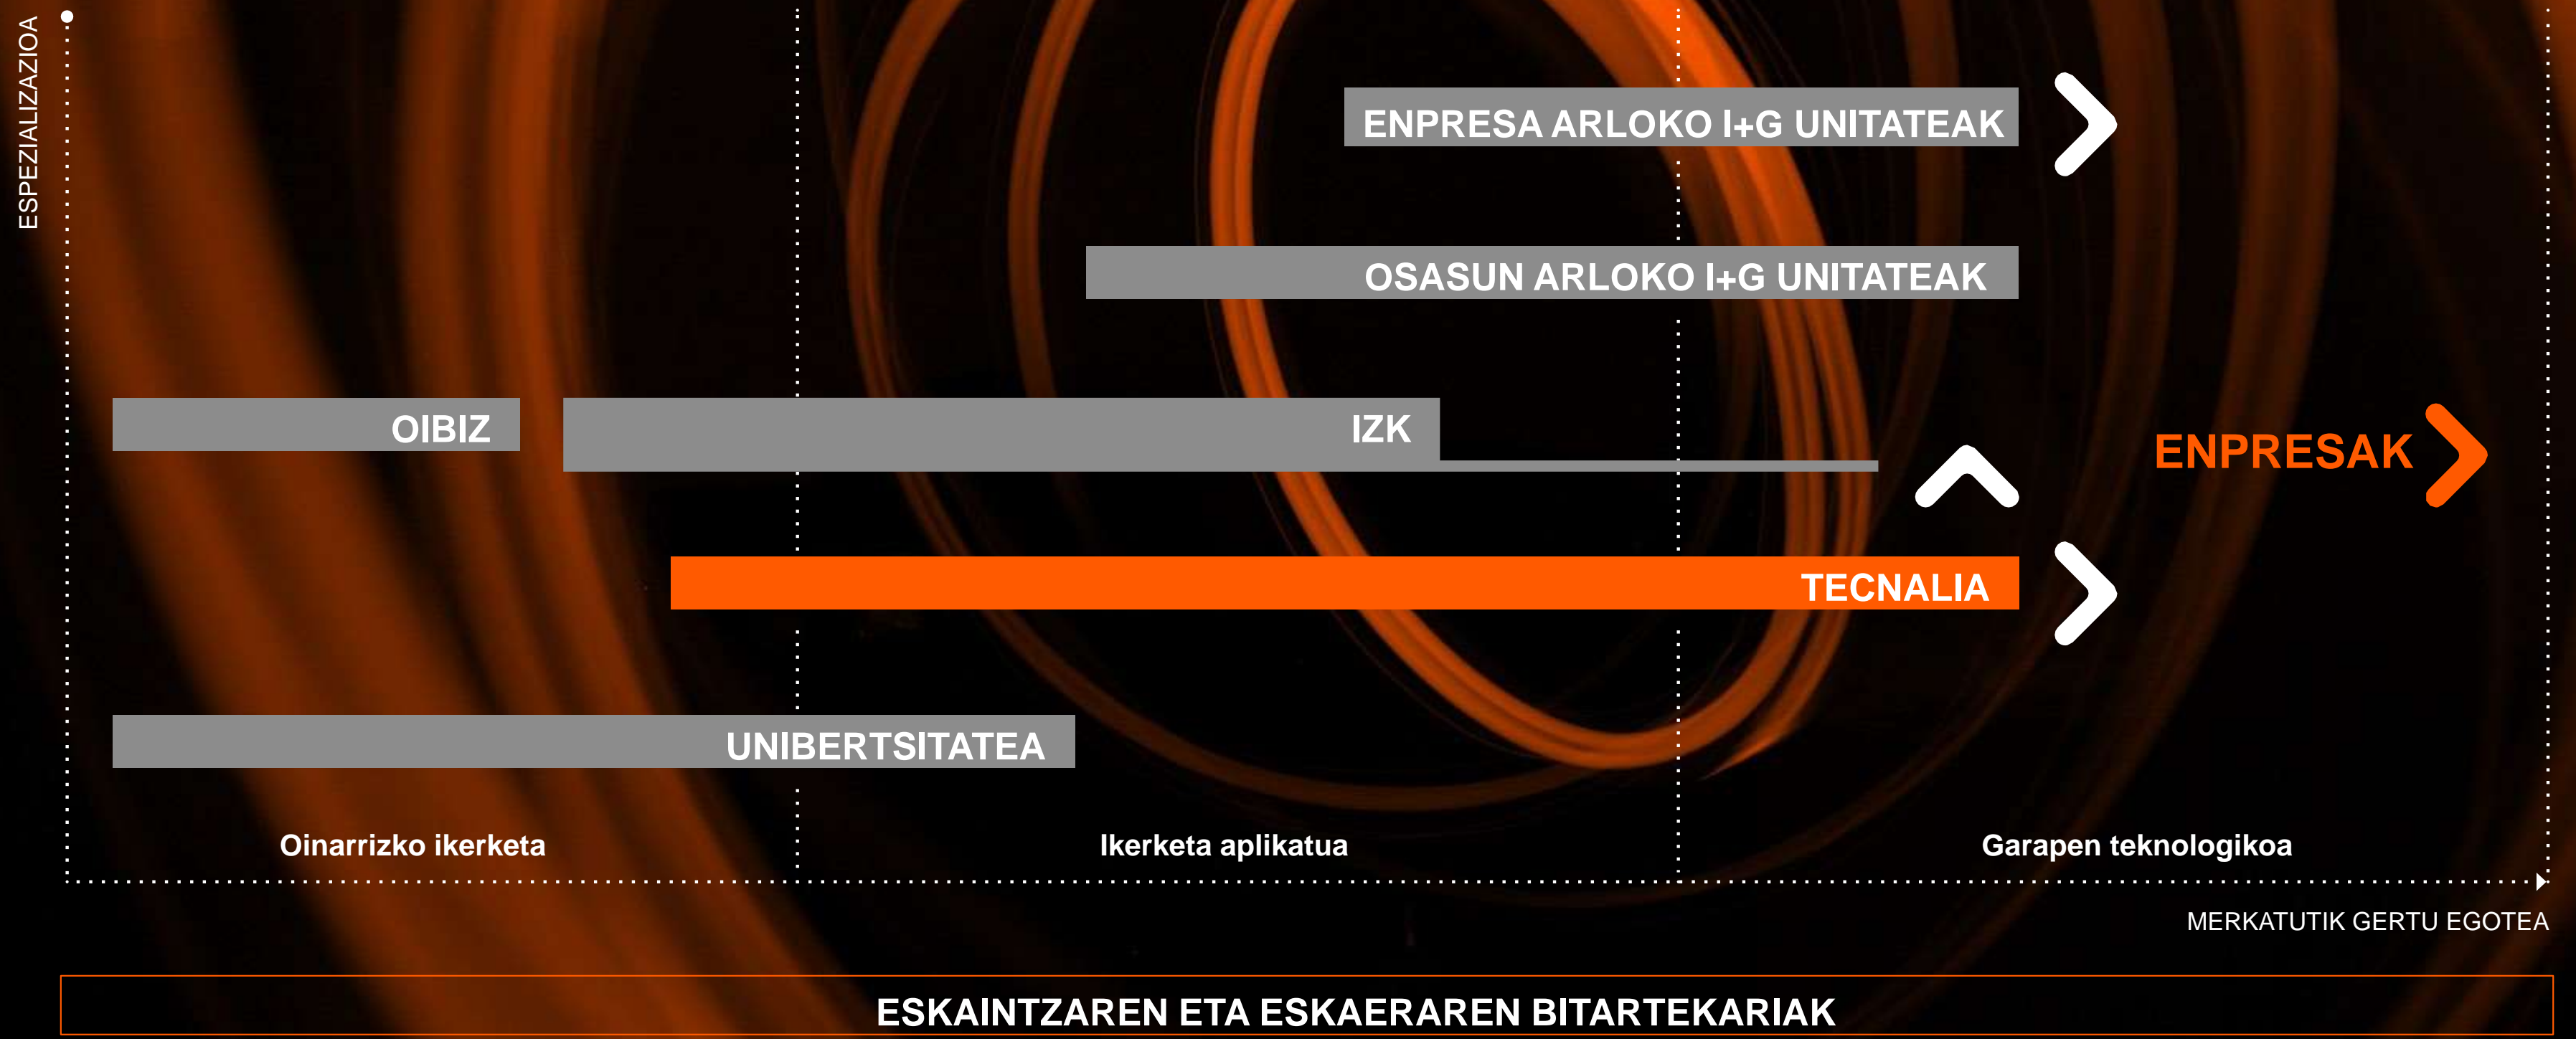 ESPEZIALIZAZIOA
ENPRESA ARLOKO I+G UNITATEAK
OSASUN ARLOKO I+G UNITATEAK
OIBIZ
IZK
ENPRESAK
TECNALIA
UNIBERTSITATEA
Oinarrizko ikerketa
Ikerketa aplikatua
Garapen teknologikoa
MERKATUTIK GERTU EGOTEA
ESKAINTZAREN ETA ESKAERAREN BITARTEKARIAK